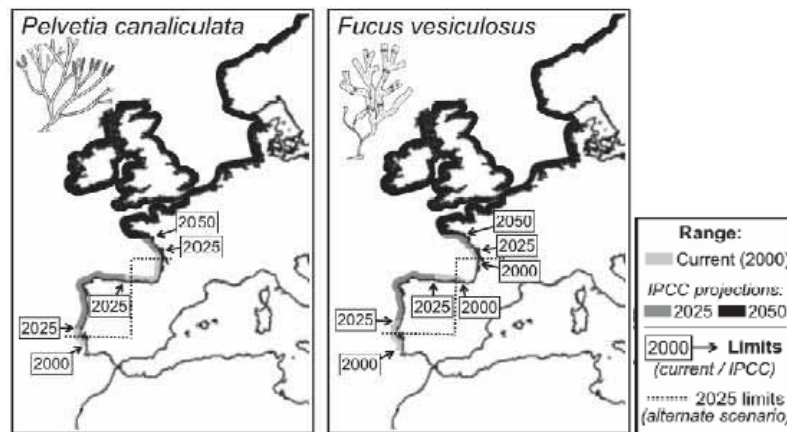 Pelvetia canaliculata
2050
2025
2025
2025
2000
Fucus vesiculosus
2050
2025
2000
2025
2000
2025
2000
Range:
Current (2000)
IPCC projections:
2025 2050
2000 Limits
(current / IPCC)
2025 limits
(alternate scenario)